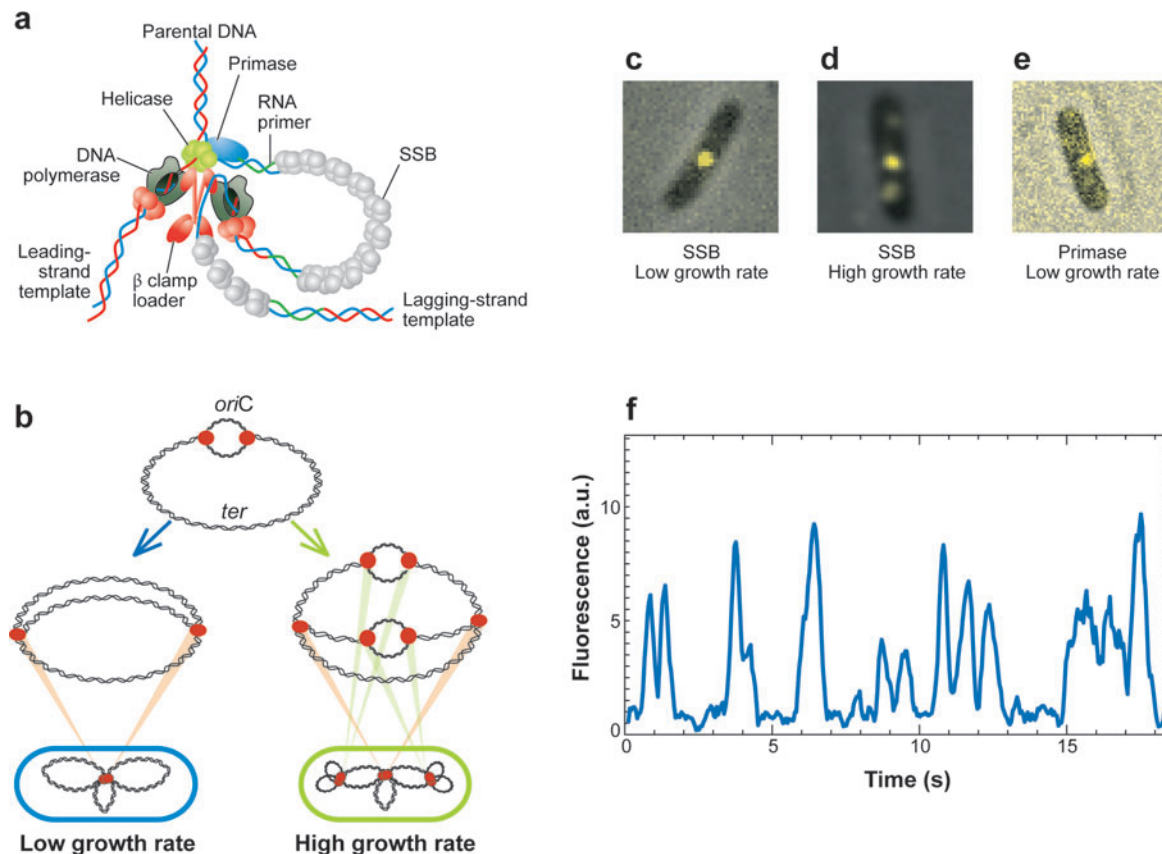 a
Parental DNA
Primase
Helicase
RNA
primer
DNA
polymerase
SSB
Leading-
strand
template
β clamp
loader
Lagging-strand
template
c
SSB
Low growth rate
d
SSB
High growth rate
e
Primase
Low growth rate
b
oriC
ter
Low growth rate
High growth rate
f
Fluorescence (a.u.)
10
5
0
0
5
10
15
Time (s)